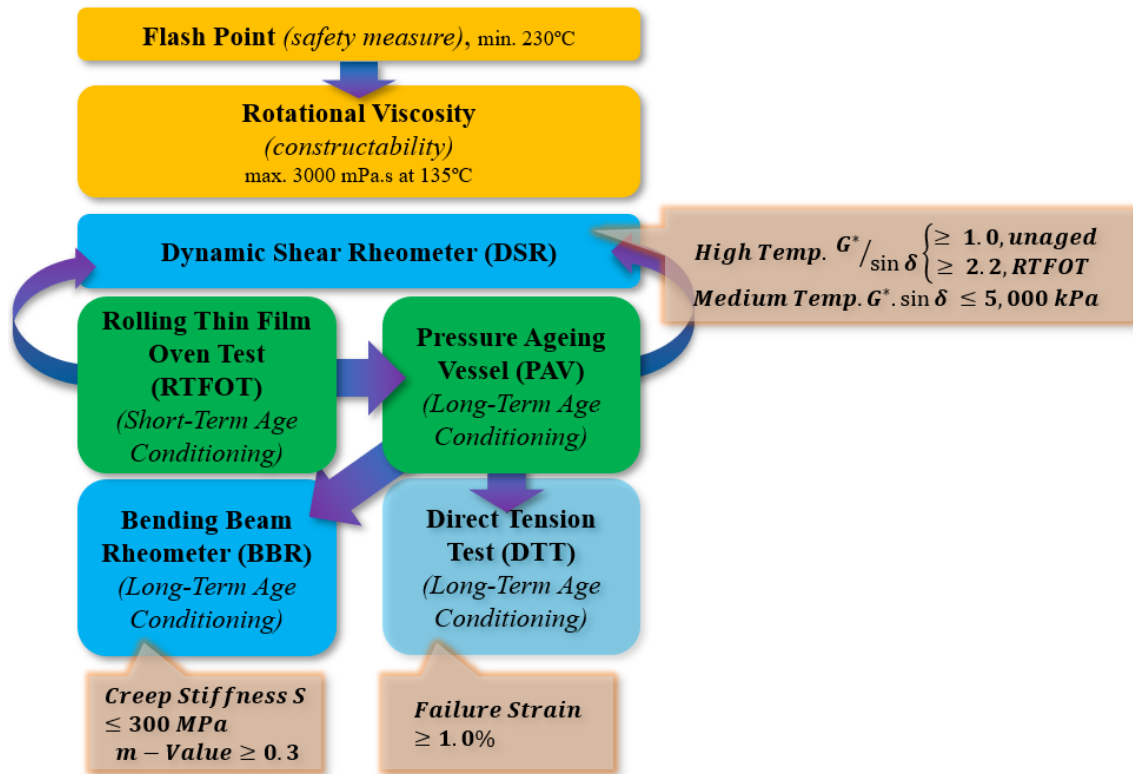 Flash Point (safety measure), min. 230ºC
Rotational Viscosity
(constructability)
max. 3000 mPa.s at 135ºC
Dynamic Shear Rheometer (DSR)
High Temp. G*/sin δ {≥ 1.0, unaged
≥ 2.2, RTFOT
Medium Temp. G*. sin δ ≤ 5,000 kPa
Rolling Thin Film
Oven Test
(RTFOT)
(Short-Term Age
Conditioning)
Pressure Ageing
Vessel (PAV)
(Long-Term Age
Conditioning)
Bending Beam
Rheometer (BBR)
(Long-Term Age
Conditioning)
Direct Tension
Test (DTT)
(Long-Term Age
Conditioning)
Creep Stiffness S
≤ 300 MPa
m − Value ≥ 0.3
Failure Strain
≥ 1.0%